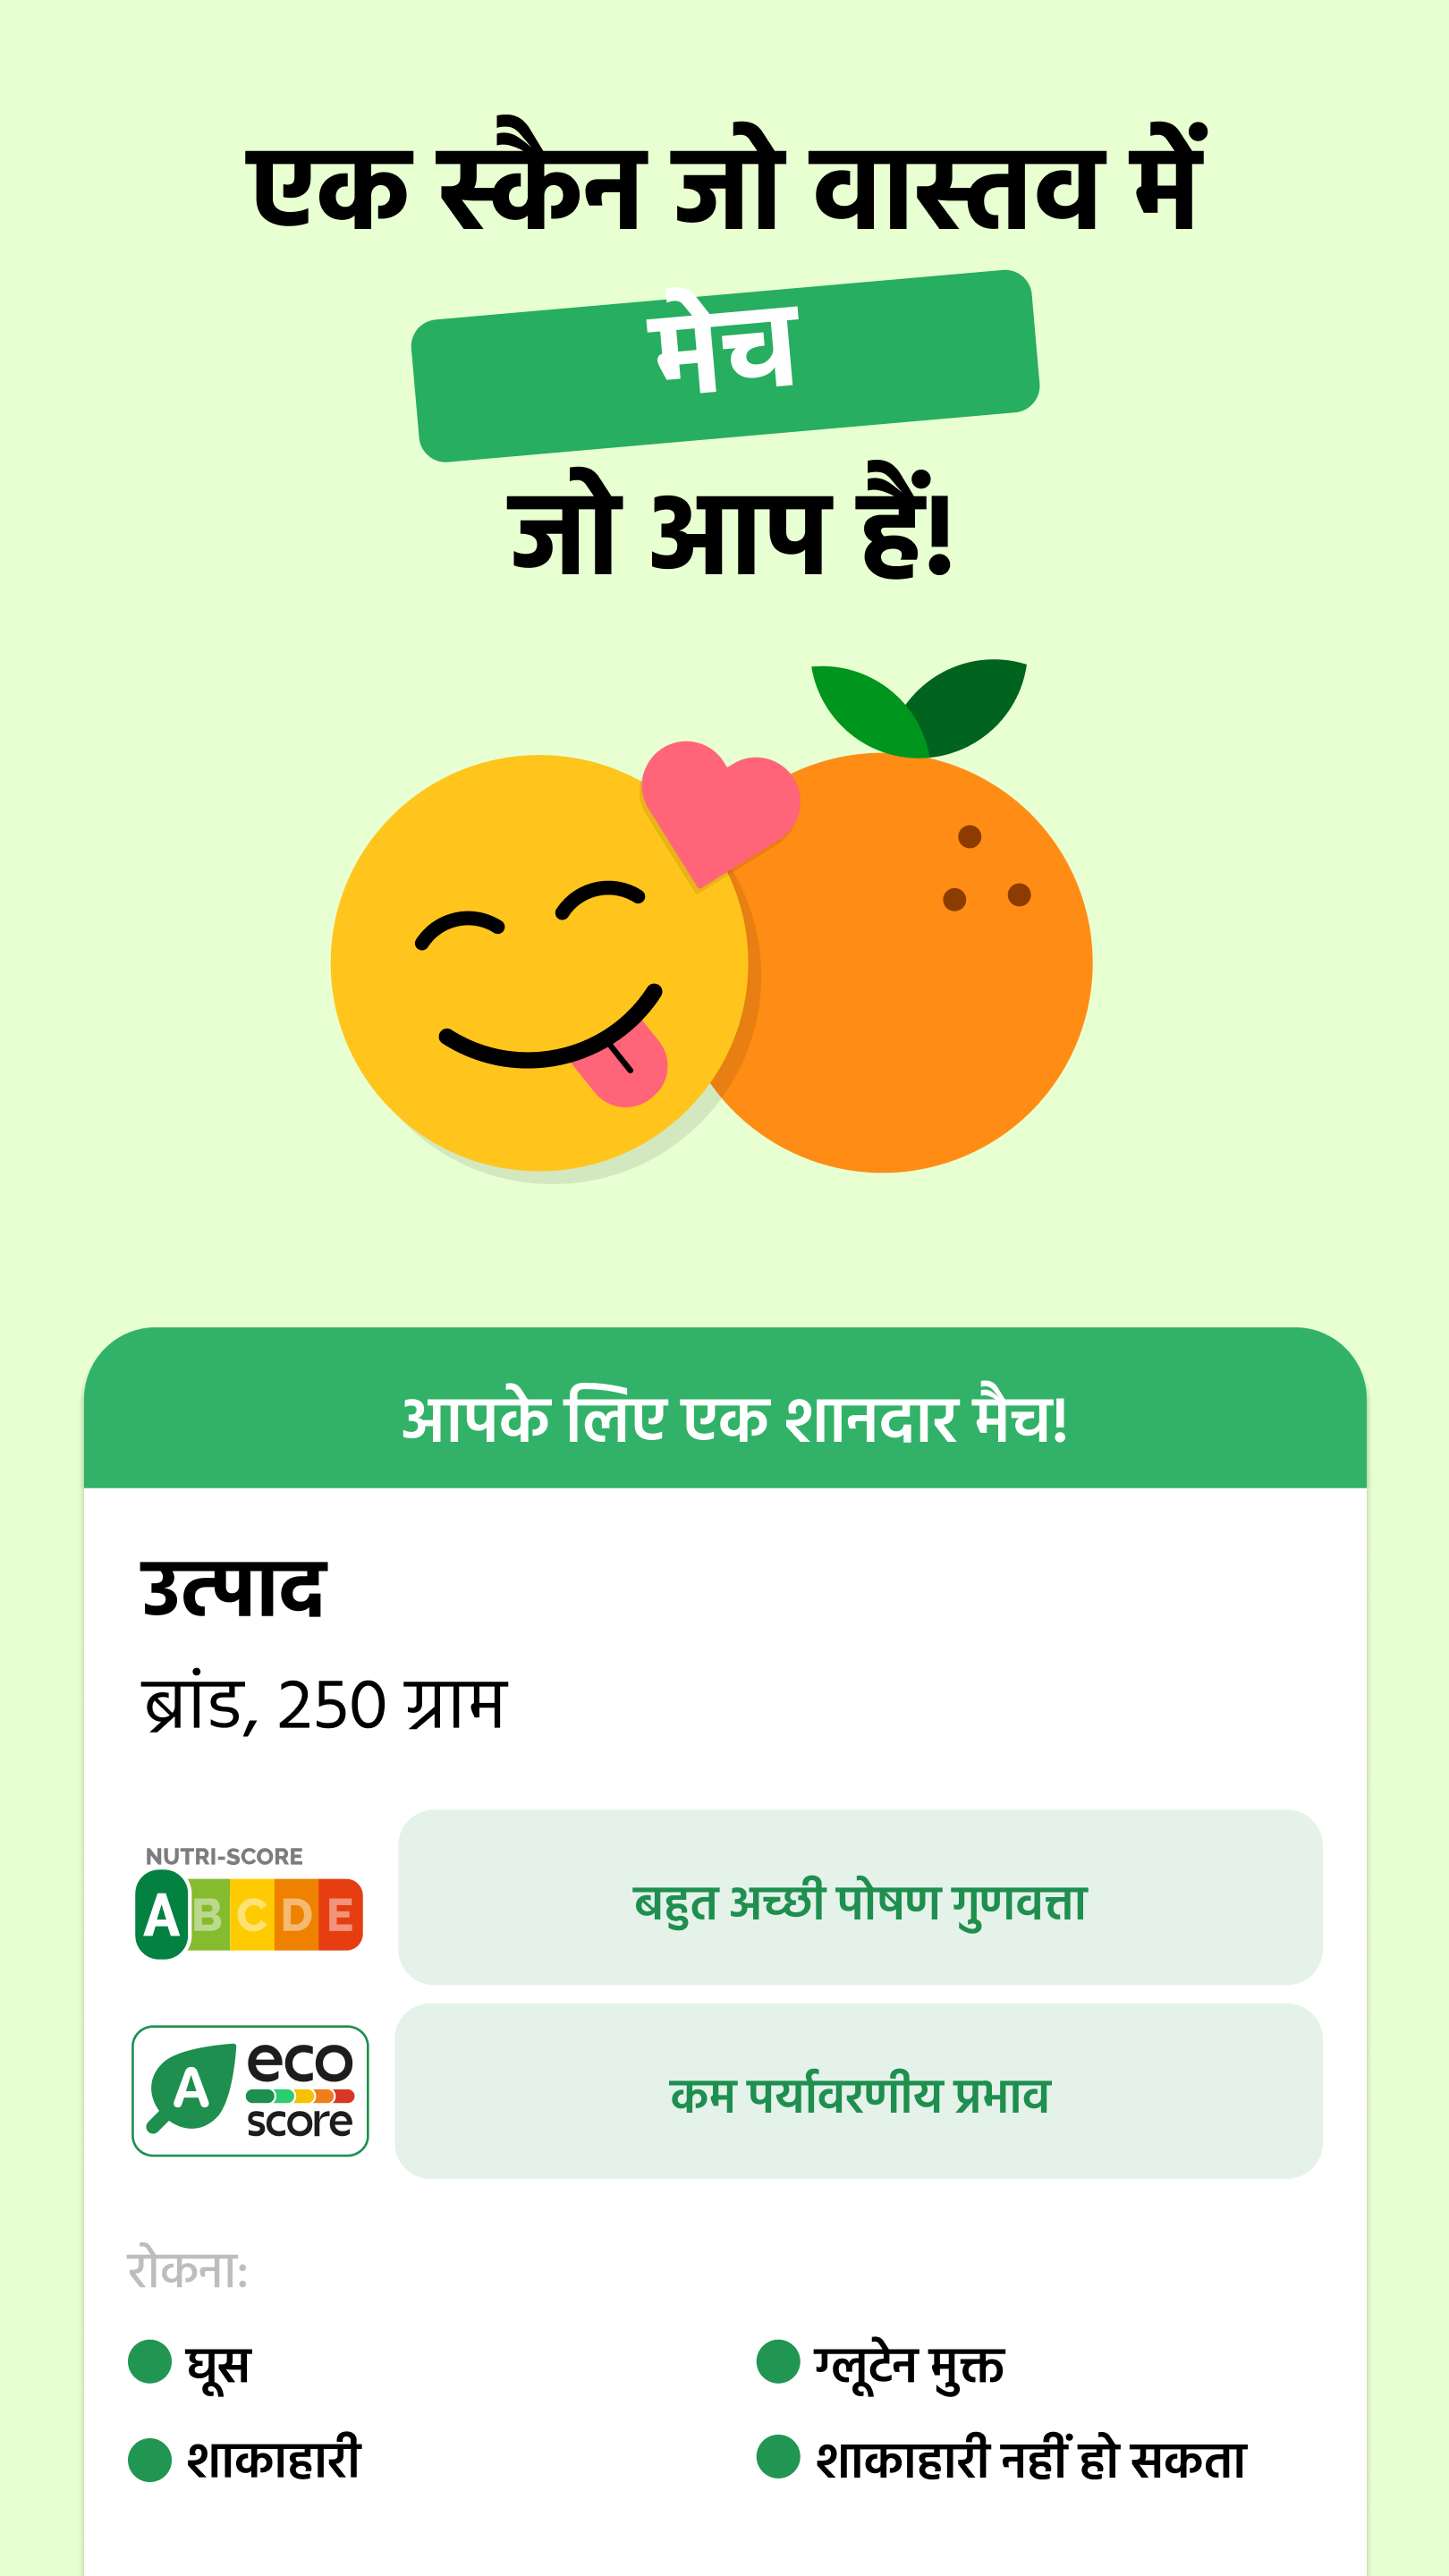 एक स्कैन जो वास्तव में
मेच
जो आप हैं!
आपके लिए एक शानदार मैच!
उत्पाद
ब्रांड, 250 ग्राम
NUTRI-SCORE
A B C D E
बहुत अच्छी पोषण गुणवत्ता
A eco
score
कम पर्यावरणीय प्रभाव
रोकना:
घूस
ग्लूटेन मुक्त
शाकाहारी
शाकाहारी नहीं हो सकता